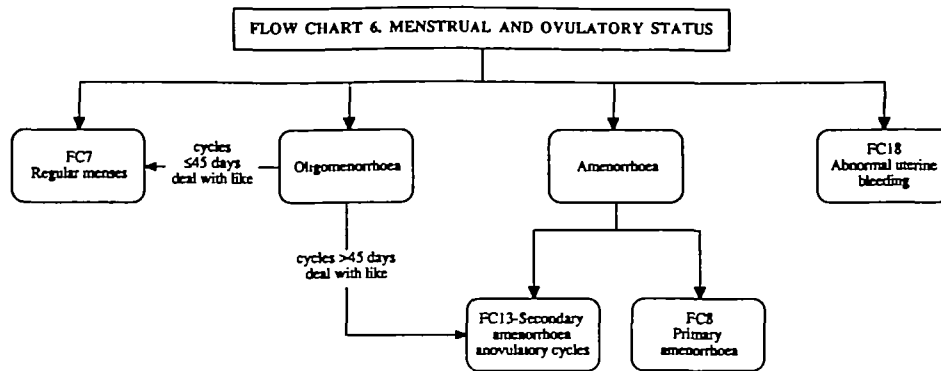 FLOW CHART 6. MENSTRUAL AND OVULATORY STATUS
FC7
Regular menses
cycles
≤45 days
deal with like
Oligomenorrhoea
Amenorrhoea
FC18
Abnormal uterine
bleeding
cycles >45 days
deal with like
FC13-Secondary
amenorrhoea
anovulatory cycles
FC8
Primary
amenorrhoea